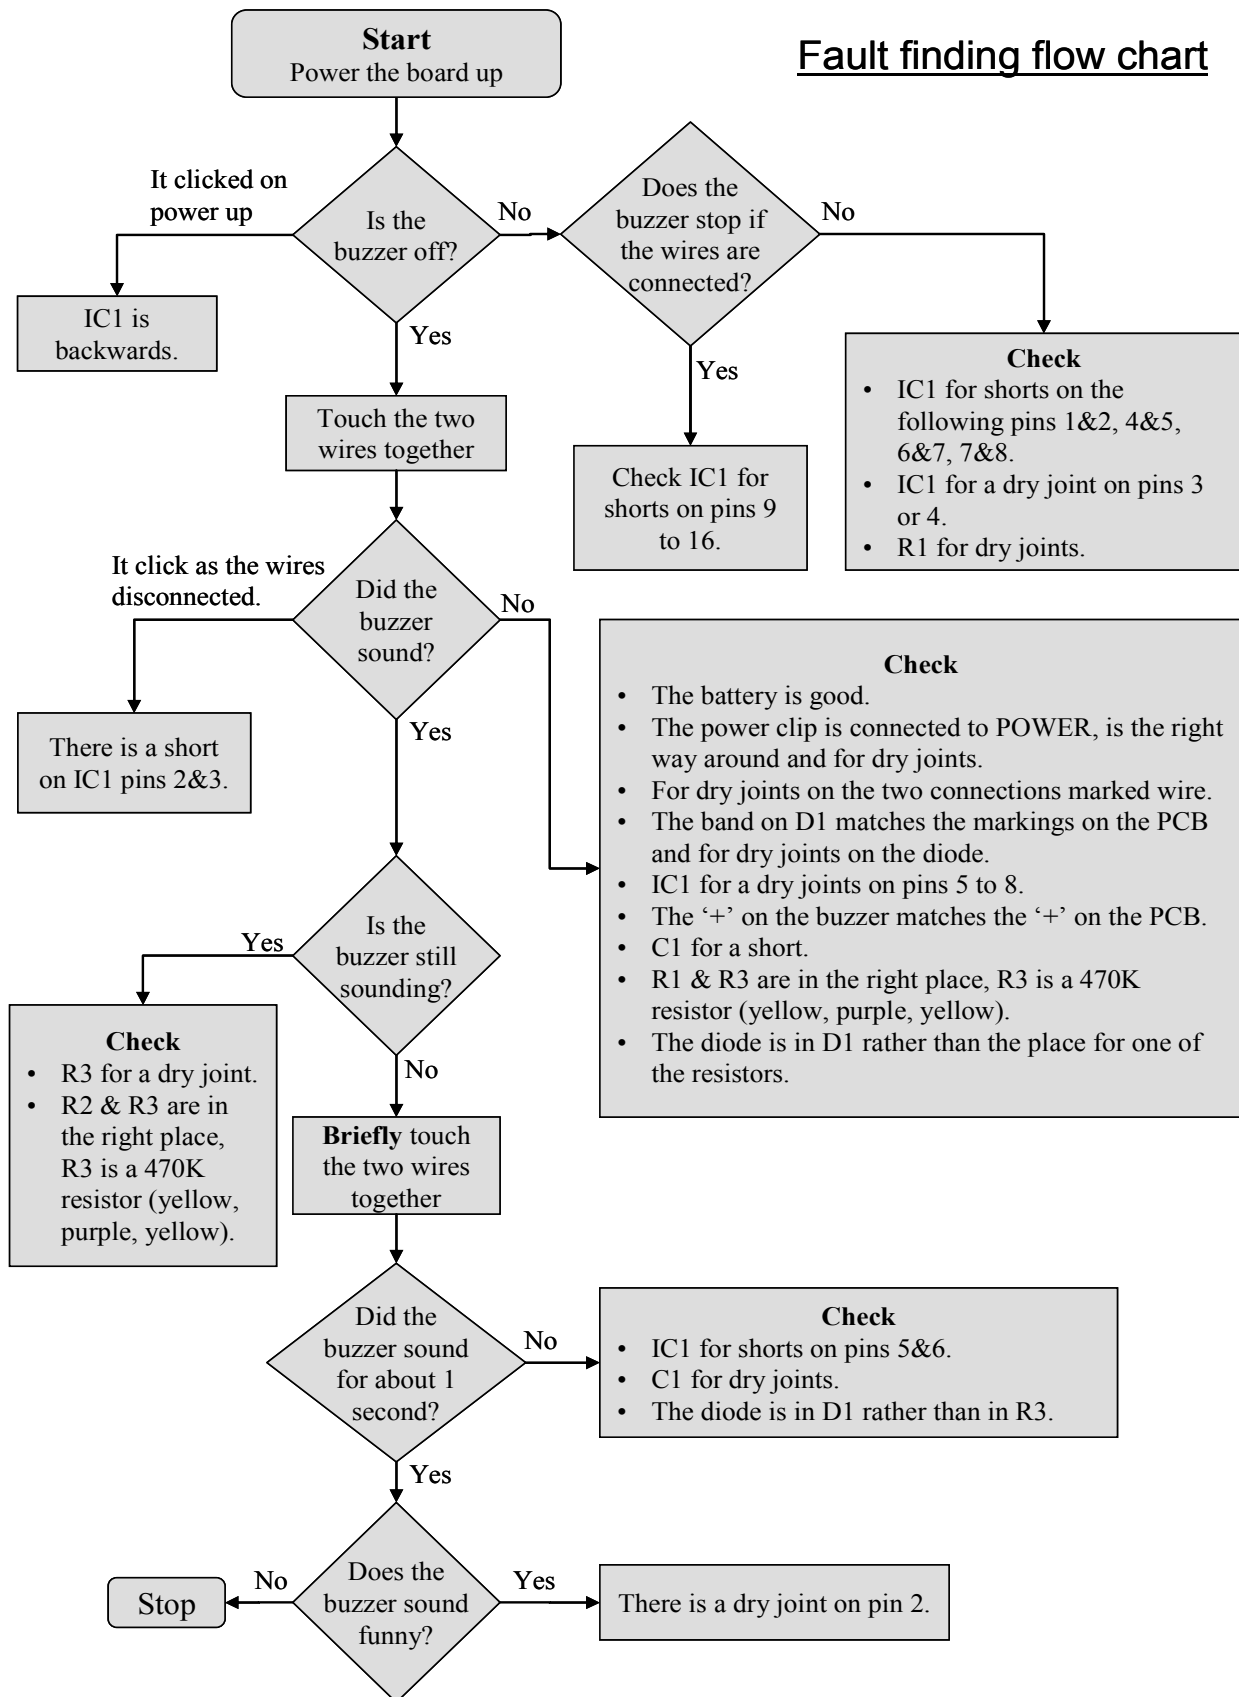 Start
Power the board up
Fault finding flow chart
It clicked on
power up
Is the
buzzer off?
No
Does the
buzzer stop if
the wires are
connected?
No
IC1 is
backwards.
Yes
Yes
Check
• IC1 for shorts on the
following pins 1&2, 4&5,
6&7, 7&8.
• IC1 for a dry joint on pins 3
or 4.
• R1 for dry joints.
Touch the two
wires together
Check IC1 for
shorts on pins 9
to 16.
It click as the wires
disconnected.
Did the
buzzer
sound?
No
Yes
There is a short
on IC1 pins 2&3.
Check
• The battery is good.
• The power clip is connected to POWER, is the right
way around and for dry joints.
• For dry joints on the two connections marked wire.
• The band on D1 matches the markings on the PCB
and for dry joints on the diode.
• IC1 for a dry joints on pins 5 to 8.
• The ‘+’ on the buzzer matches the ‘+’ on the PCB.
• C1 for a short.
• R1 & R3 are in the right place, R3 is a 470K
resistor (yellow, purple, yellow).
• The diode is in D1 rather than the place for one of
the resistors.
Is the
buzzer still
sounding?
Yes
No
Check
• R3 for a dry joint.
• R2 & R3 are in
the right place,
R3 is a 470K
resistor (yellow,
purple, yellow).
Briefly touch
the two wires
together
Did the
buzzer sound
for about 1
second?
No
Check
• IC1 for shorts on pins 5&6.
• C1 for dry joints.
• The diode is in D1 rather than in R3.
Yes
Does the
buzzer sound
funny?
No
Stop
Yes
There is a dry joint on pin 2.